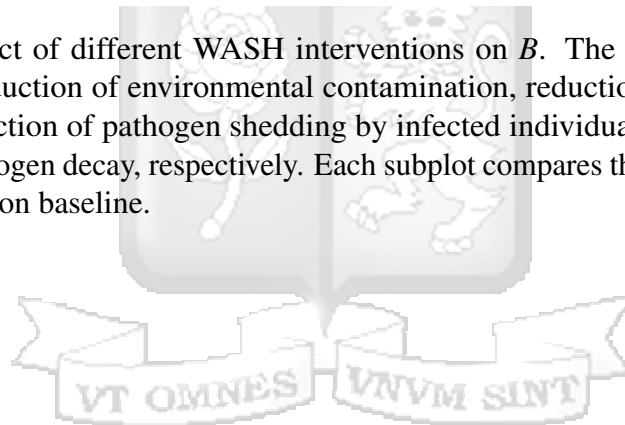 ct of different WASH interventions on B. The
uction of environmental contamination, reductio
ction of pathogen shedding by infected individua
ogen decay, respectively. Each subplot compares th
on baseline.
VT OMNES VNVM SINT